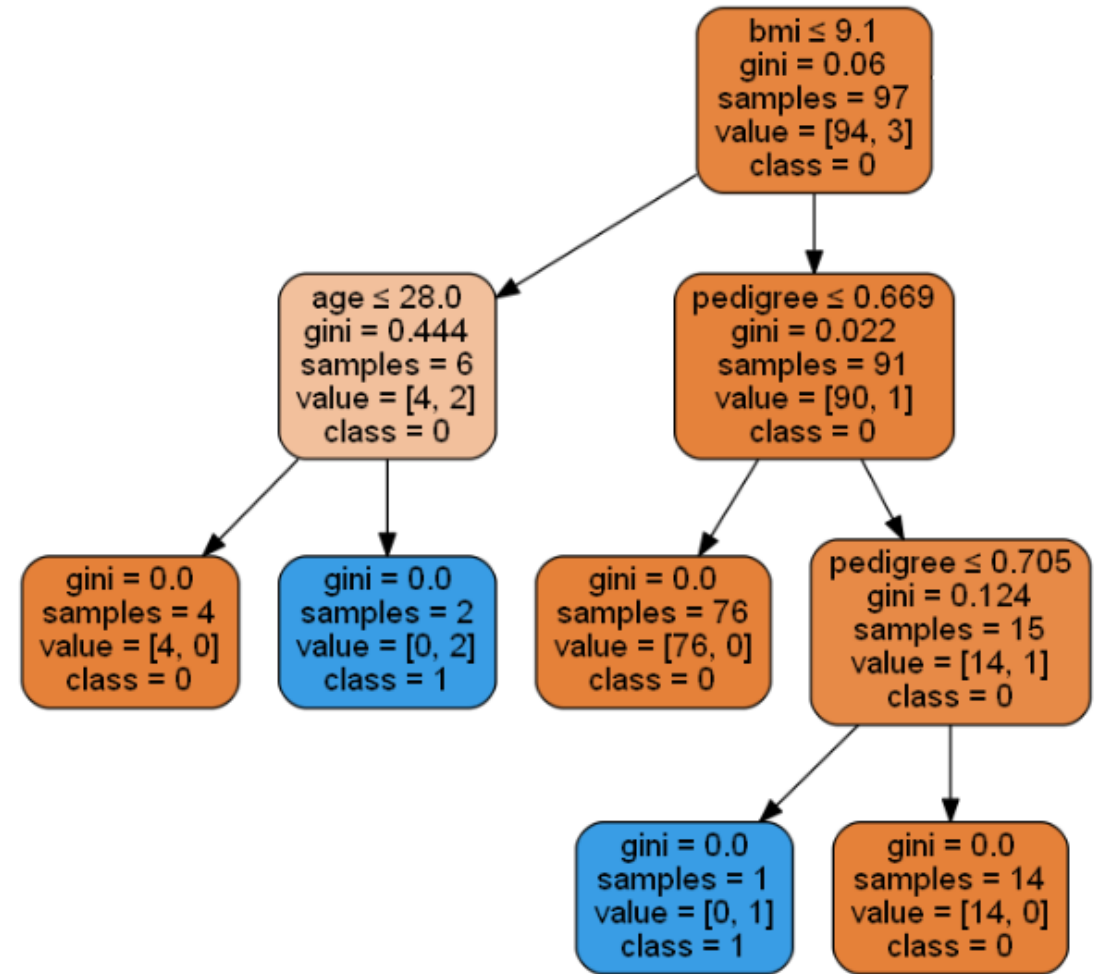 bmi ≤ 9.1
gini = 0.06
samples = 97
value = [94, 3]
class = 0
age ≤ 28.0
gini = 0.444
samples = 6
value = [4, 2]
class = 0
pedigree ≤ 0.669
gini = 0.022
samples = 91
value = [90, 1]
class = 0
gini = 0.0
samples = 4
value = [4, 0]
class = 0
gini = 0.0
samples = 2
value = [0, 2]
class = 1
gini = 0.0
samples = 76
value = [76, 0]
class = 0
pedigree ≤ 0.705
gini = 0.124
samples = 15
value = [14, 1]
class = 0
gini = 0.0
samples = 1
value = [0, 1]
class = 1
gini = 0.0
samples = 14
value = [14, 0]
class = 0